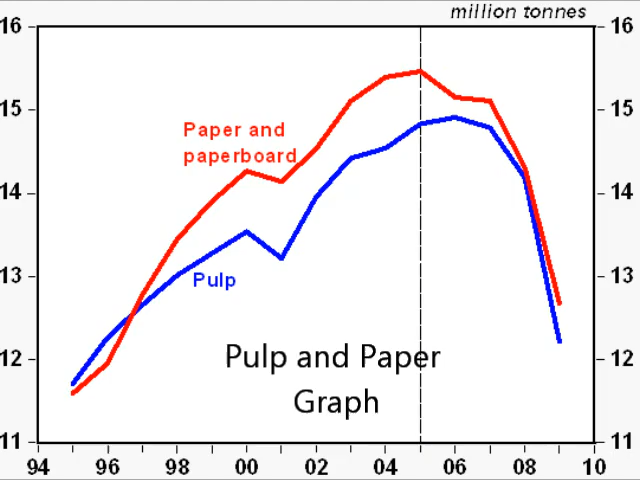 million tonnes
16 16
15 15
Paper and
paperboard
14 14
13 13
Pulp
12 12
Pulp and Paper
Graph
11 11
94 96 98 00 02 04 06 08 10